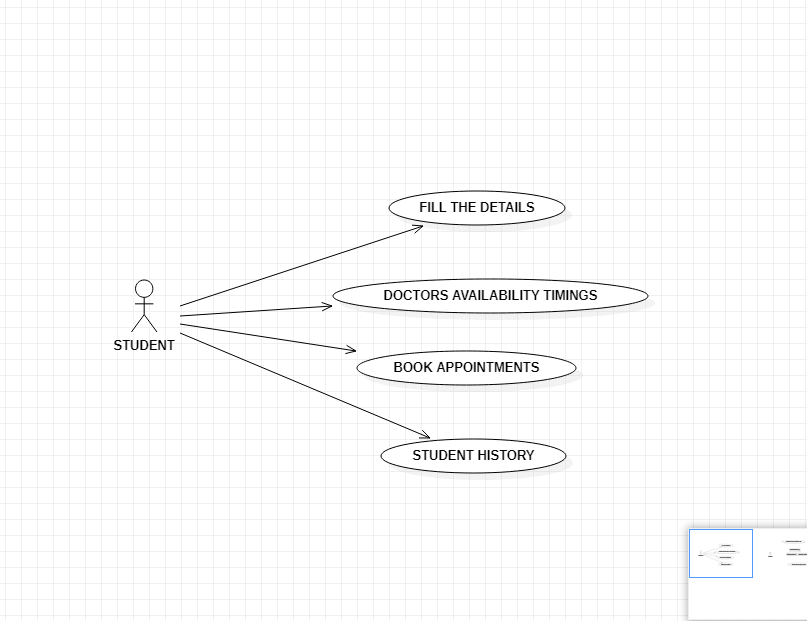 FILL THE DETAILS
DOCTORS AVAILABILITY TIMINGS
STUDENT
BOOK APPOINTMENTS
STUDENT HISTORY